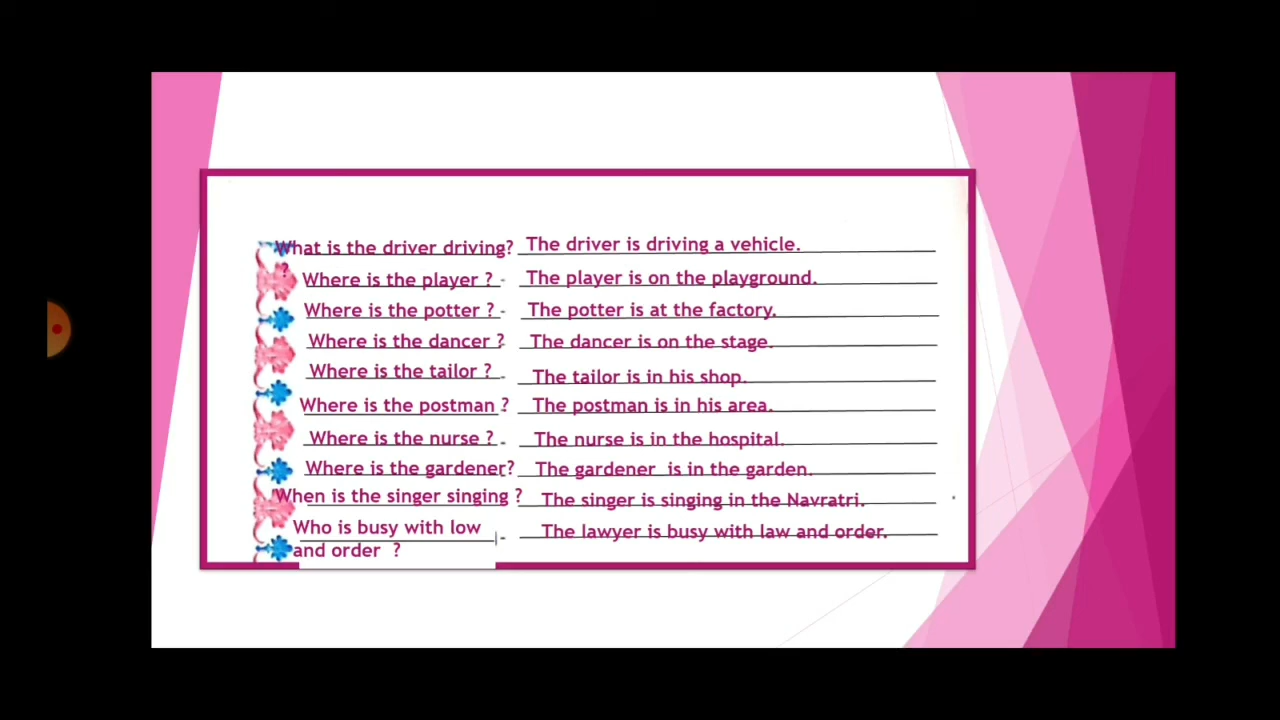 What is the driver driving? The driver is driving a vehicle.
?
Where is the player ? - The player is on the playground.
Where is the potter ? - The potter is at the factory.
Where is the dancer ? The dancer is on the stage.
Where is the tailor ? - The tailor is in his shop.
Where is the postman ? The postman is in his area.
Where is the nurse ? - The nurse is in the hospital.
Where is the gardener? The gardener is in the garden.
When is the singer singing ? The singer is singing in the Navratri.
Who is busy with low - The lawyer is busy with law and order.
and order ?